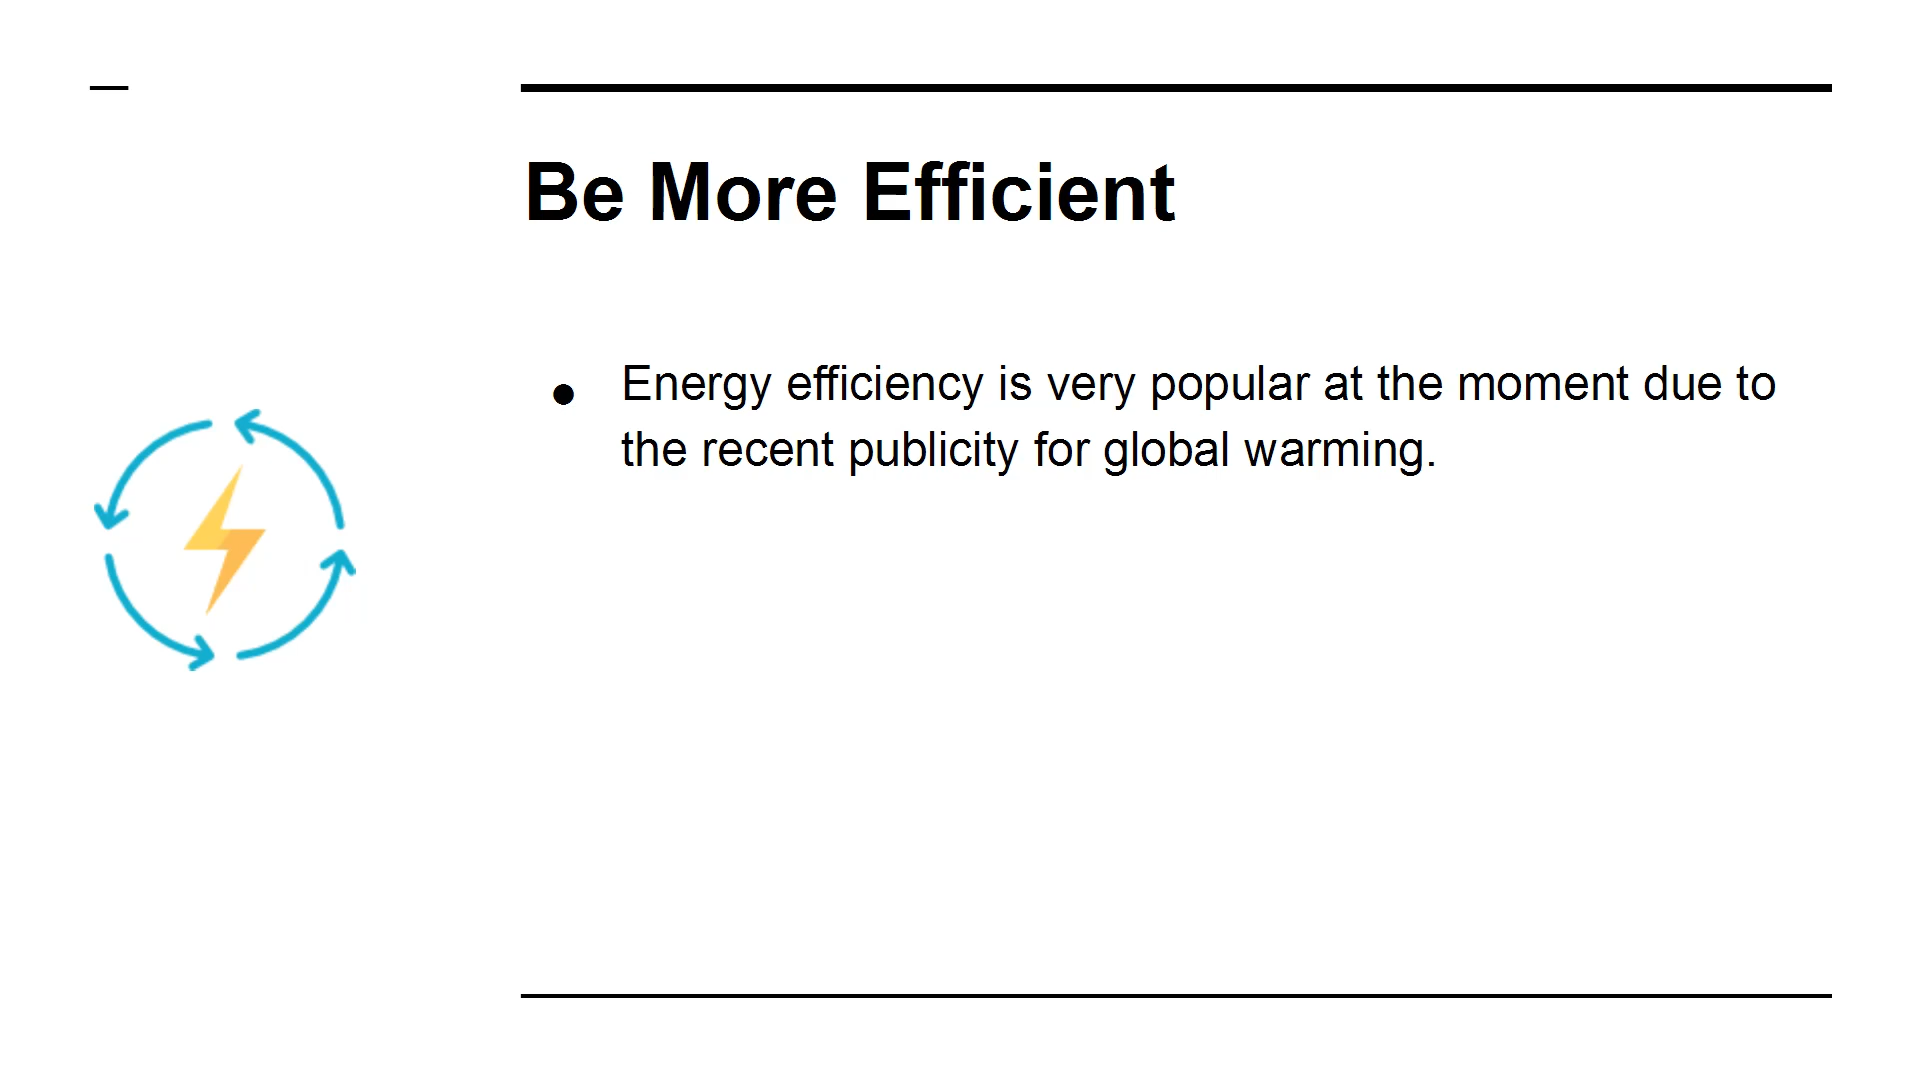 Be More Efficient
● Energy efficiency is very popular at the moment due to
the recent publicity for global warming.